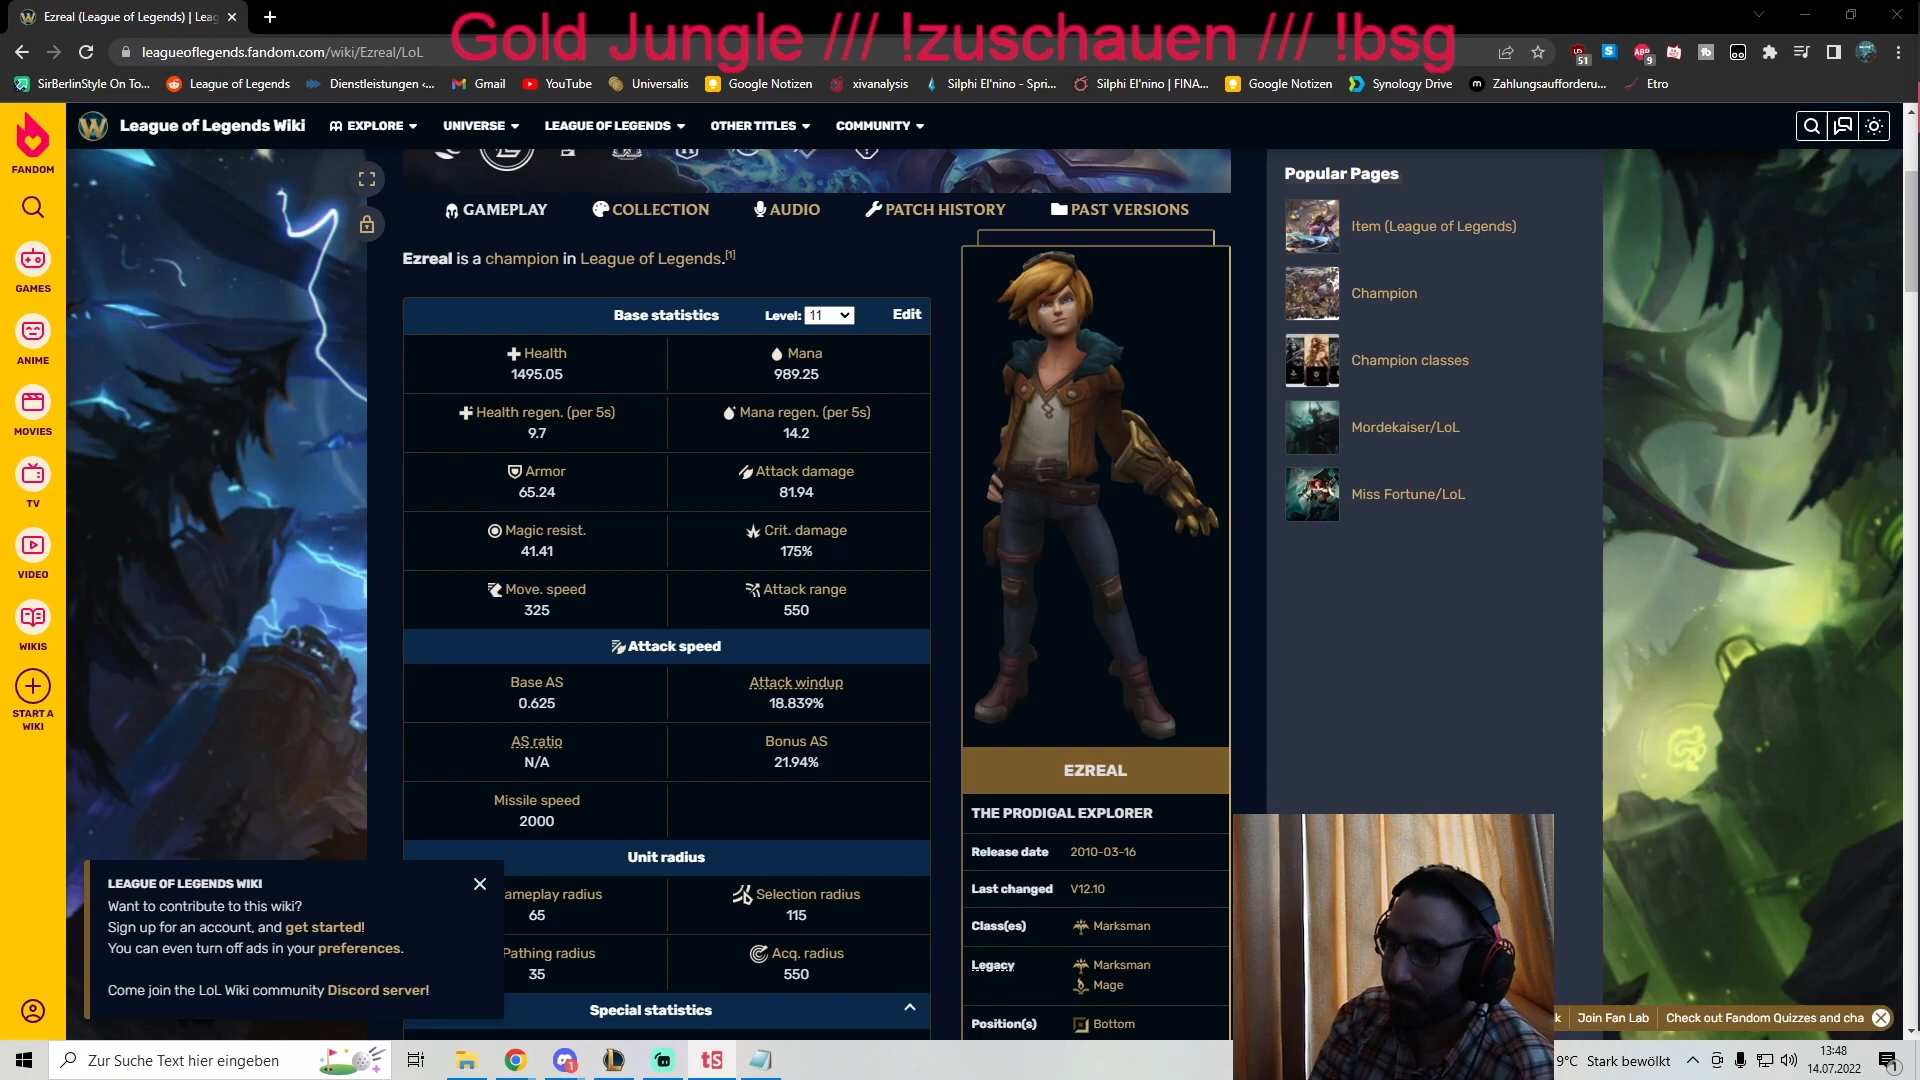 Ezreal (League of Legends) | Leag
Gold Jungle /// !zuschauen /// !bsg
leagueoflegends.fandom.com/wiki/Ezreal/LoL
51
9
SirBerlinStyle On To...
League of Legends
Dienstleistungen <...
Gmail
YouTube
Universalis
Google Notizen
xivanalysis
Silphi El'nino - Spri...
Silphi El'nino | FINA...
Google Notizen
Synology Drive
Zahlungsaufforderu...
Etro
League of Legends Wiki
EXPLORE
UNIVERSE
LEAGUE OF LEGENDS
OTHER TITLES
COMMUNITY
FANDOM
GAMES
ANIME
MOVIES
TV
VIDEO
WIKIS
START A
WIKI
GAMEPLAY
COLLECTION
AUDIO
PATCH HISTORY
PAST VERSIONS
Ezreal is a champion in League of Legends.[1]
Base statistics
Level: 11
Edit
Health
1495.05
Mana
989.25
Health regen. (per 5s)
9.7
Mana regen. (per 5s)
14.2
Armor
65.24
Attack damage
81.94
Magic resist.
41.41
Crit. damage
175%
Move. speed
325
Attack range
550
Attack speed
Base AS
0.625
Attack windup
18.839%
AS ratio
N/A
Bonus AS
21.94%
Missile speed
2000
Unit radius
ameplay radius
65
Selection radius
115
Pathing radius
35
Acq. radius
550
Special statistics
LEAGUE OF LEGENDS WIKI
Want to contribute to this wiki?
Sign up for an account, and get started!
You can even turn off ads in your preferences.
Come join the LoL Wiki community Discord server!
EZREAL
THE PRODIGAL EXPLORER
Release date 2010-03-16
Last changed V12.10
Class(es) Marksman
Legacy Marksman
Mage
Position(s) Bottom
Popular Pages
Item (League of Legends)
Champion
Champion classes
Mordekaiser/LoL
Miss Fortune/LoL
k
Join Fan Lab
Check out Fandom Quizzes and cha
Zur Suche Text hier eingeben
9°C Stark bewölkt
13:48
14.07.2022